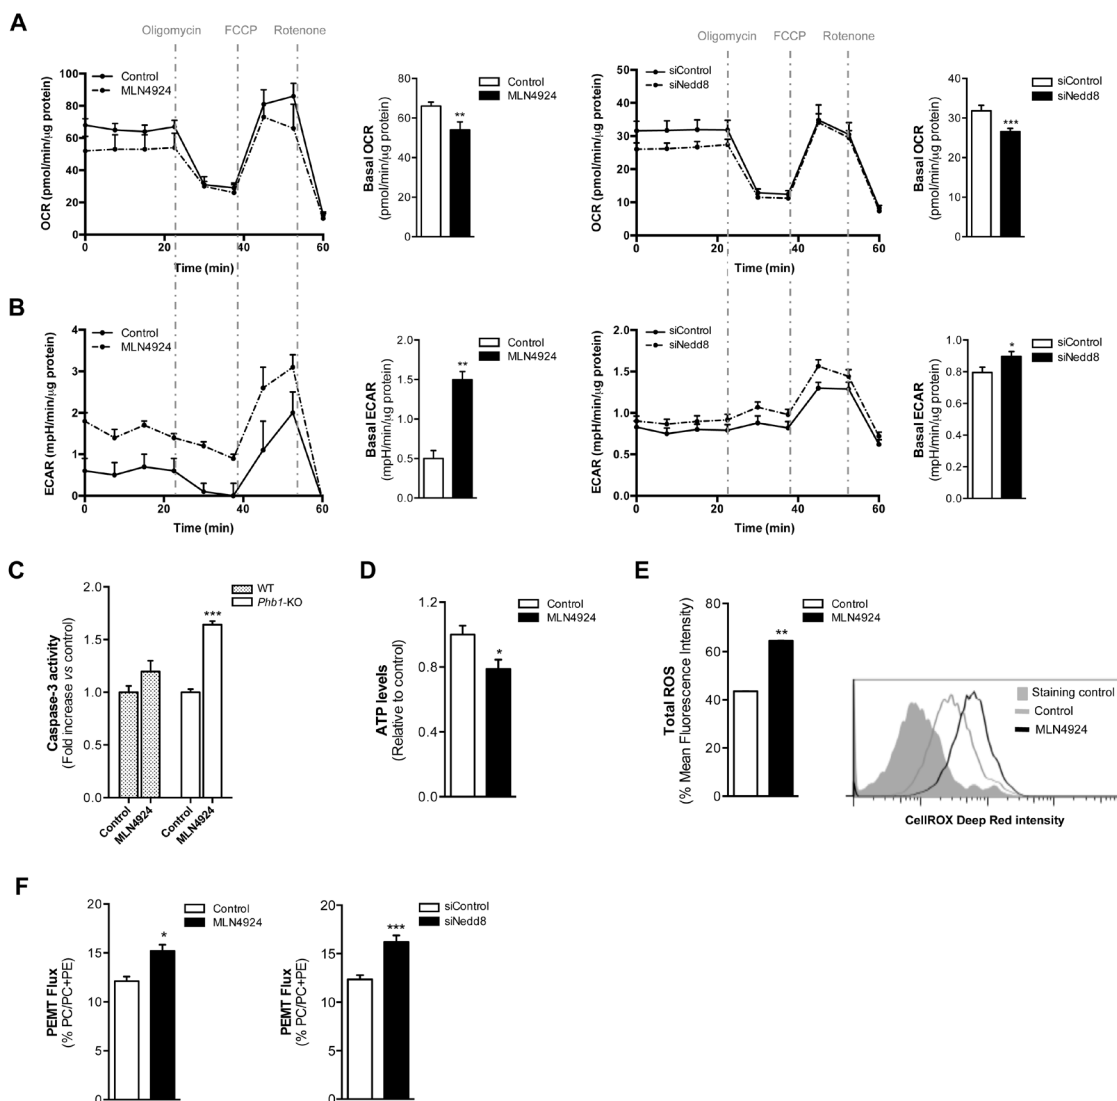 A
Oligomycin FCCP Rotenone
Oligomycin FCCP Rotenone
OCR (pmol/min/µg protein)
100
80
60
40
20
0
0 20 40 60
Time (min)
Control
MLN4924
Basal OCR
(pmol/min/µg protein)
80
60
40
20
0
**
Control
MLN4924
OCR (pmol/min/µg protein)
50
40
30
20
10
0
0 20 40 60
Time (min)
siControl
siNedd8
Basal OCR
(pmol/min/µg protein)
40
30
20
10
0
***
siControl
siNedd8
B
ECAR (mpH/min/µg protein)
4
3
2
1
0
0 20 40 60
Time (min)
Control
MLN4924
Basal ECAR
(mpH/min/µg protein)
2.0
1.5
1.0
0.5
0.0
**
Control
MLN4924
ECAR (mpH/min/µg protein)
2.0
1.5
1.0
0.5
0.0
0 20 40 60
Time (min)
siControl
siNedd8
Basal ECAR
(mpH/min/µg protein)
1.0
0.8
0.6
0.4
0.2
0.0
*
siControl
siNedd8
C
Caspase-3 activity
(Fold increase vs control)
2.0
1.5
1.0
0.5
0.0
***
WT
Phb1-KO
Control
MLN4924
Control
MLN4924
D
ATP levels
(Relative to control)
1.2
0.8
0.4
0.0
*
Control
MLN4924
E
Total ROS
(% Mean Fluorescence Intensity)
80
60
40
20
0
**
Control
MLN4924
Staining control
Control
MLN4924
CellROX Deep Red intensity
F
PEMT Flux
(% PC/PC+PE)
20
15
10
5
0
*
Control
MLN4924
PEMT Flux
(% PC/PC+PE)
20
15
10
5
0
***
siControl
siNedd8